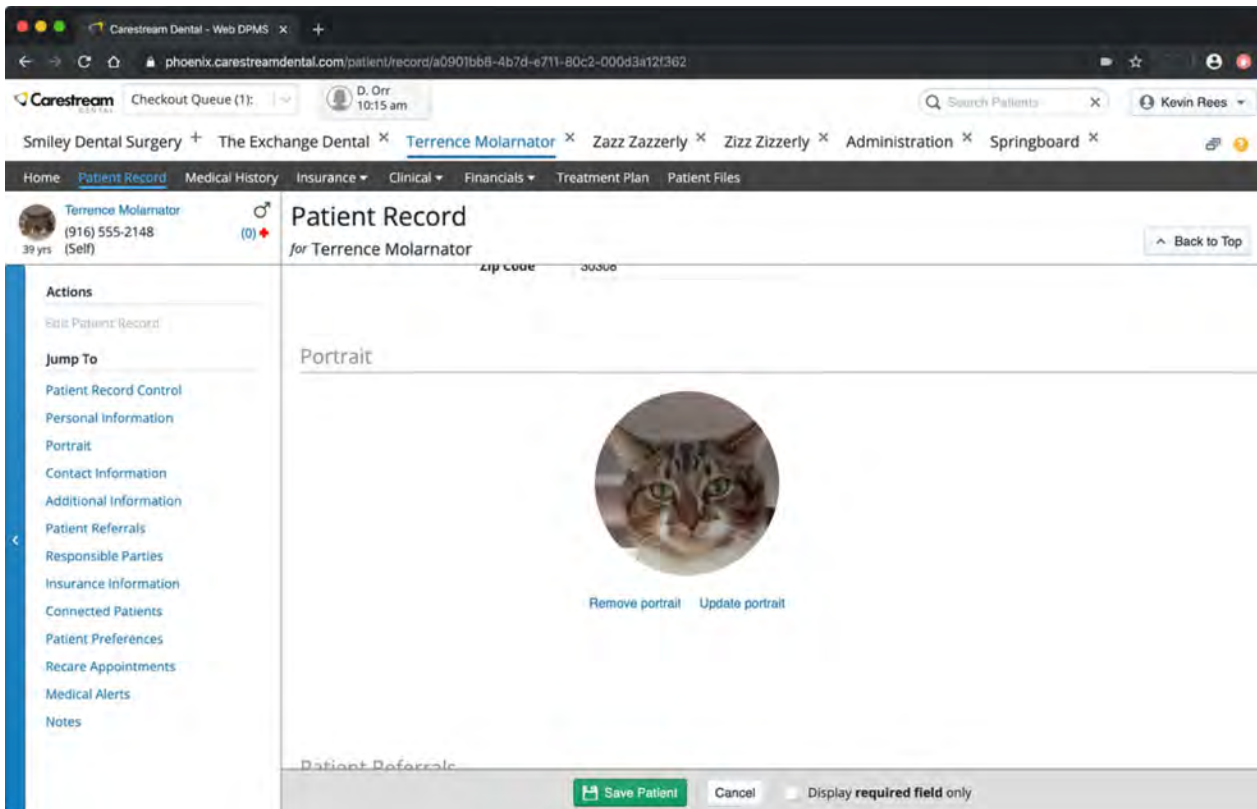 Carestream Dental - Web DPMS × +
phoenix.carestreamdental.com/patient/record/a0901bb8-4b7d-e711-80c2-000d3a12f362
Carestream DENTAL Checkout Queue (1): D. Orr 10:15 am Search Patients × Kevin Rees
Smiley Dental Surgery + The Exchange Dental × Terrence Molarnator × Zazz Zazzerly × Zizz Zizzerly × Administration × Springboard ×
Home Patient Record Medical History Insurance Clinical Financials Treatment Plan Patient Files
Terrence Molarnator
(916) 555-2148 (0)
39 yrs (Self)
Patient Record
for Terrence Molarnator
Back to Top
Actions
Edit Patient Record
Jump To
Patient Record Control
Personal Information
Portrait
Contact Information
Additional Information
Patient Referrals
Responsible Parties
Insurance Information
Connected Patients
Patient Preferences
Recare Appointments
Medical Alerts
Notes
Zip Code 30308
Portrait
Remove portrait Update portrait
Patient Referrals
Save Patient Cancel Display required field only